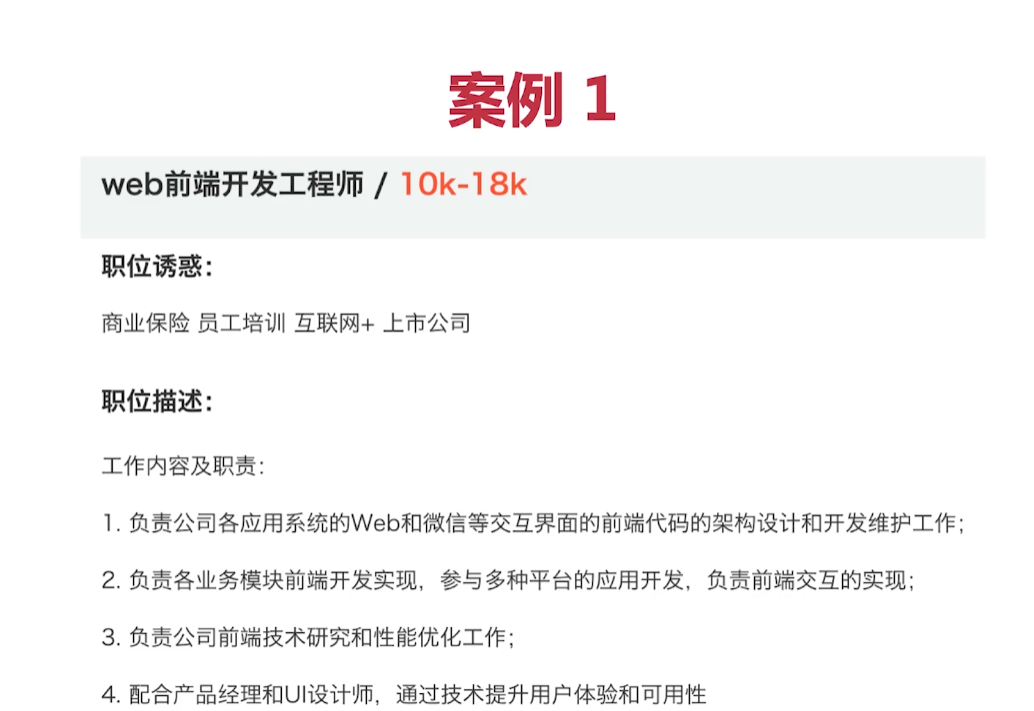 案例 1
web前端开发工程师 / 10k-18k
职位诱惑：
商业保险 员工培训 互联网+ 上市公司
职位描述：
工作内容及职责：
1. 负责公司各应用系统的Web和微信等交互界面的前端代码的架构设计和开发维护工作；
2. 负责各业务模块前端开发实现，参与多种平台的应用开发，负责前端交互的实现；
3. 负责公司前端技术研究和性能优化工作；
4. 配合产品经理和UI设计师，通过技术提升用户体验和可用性